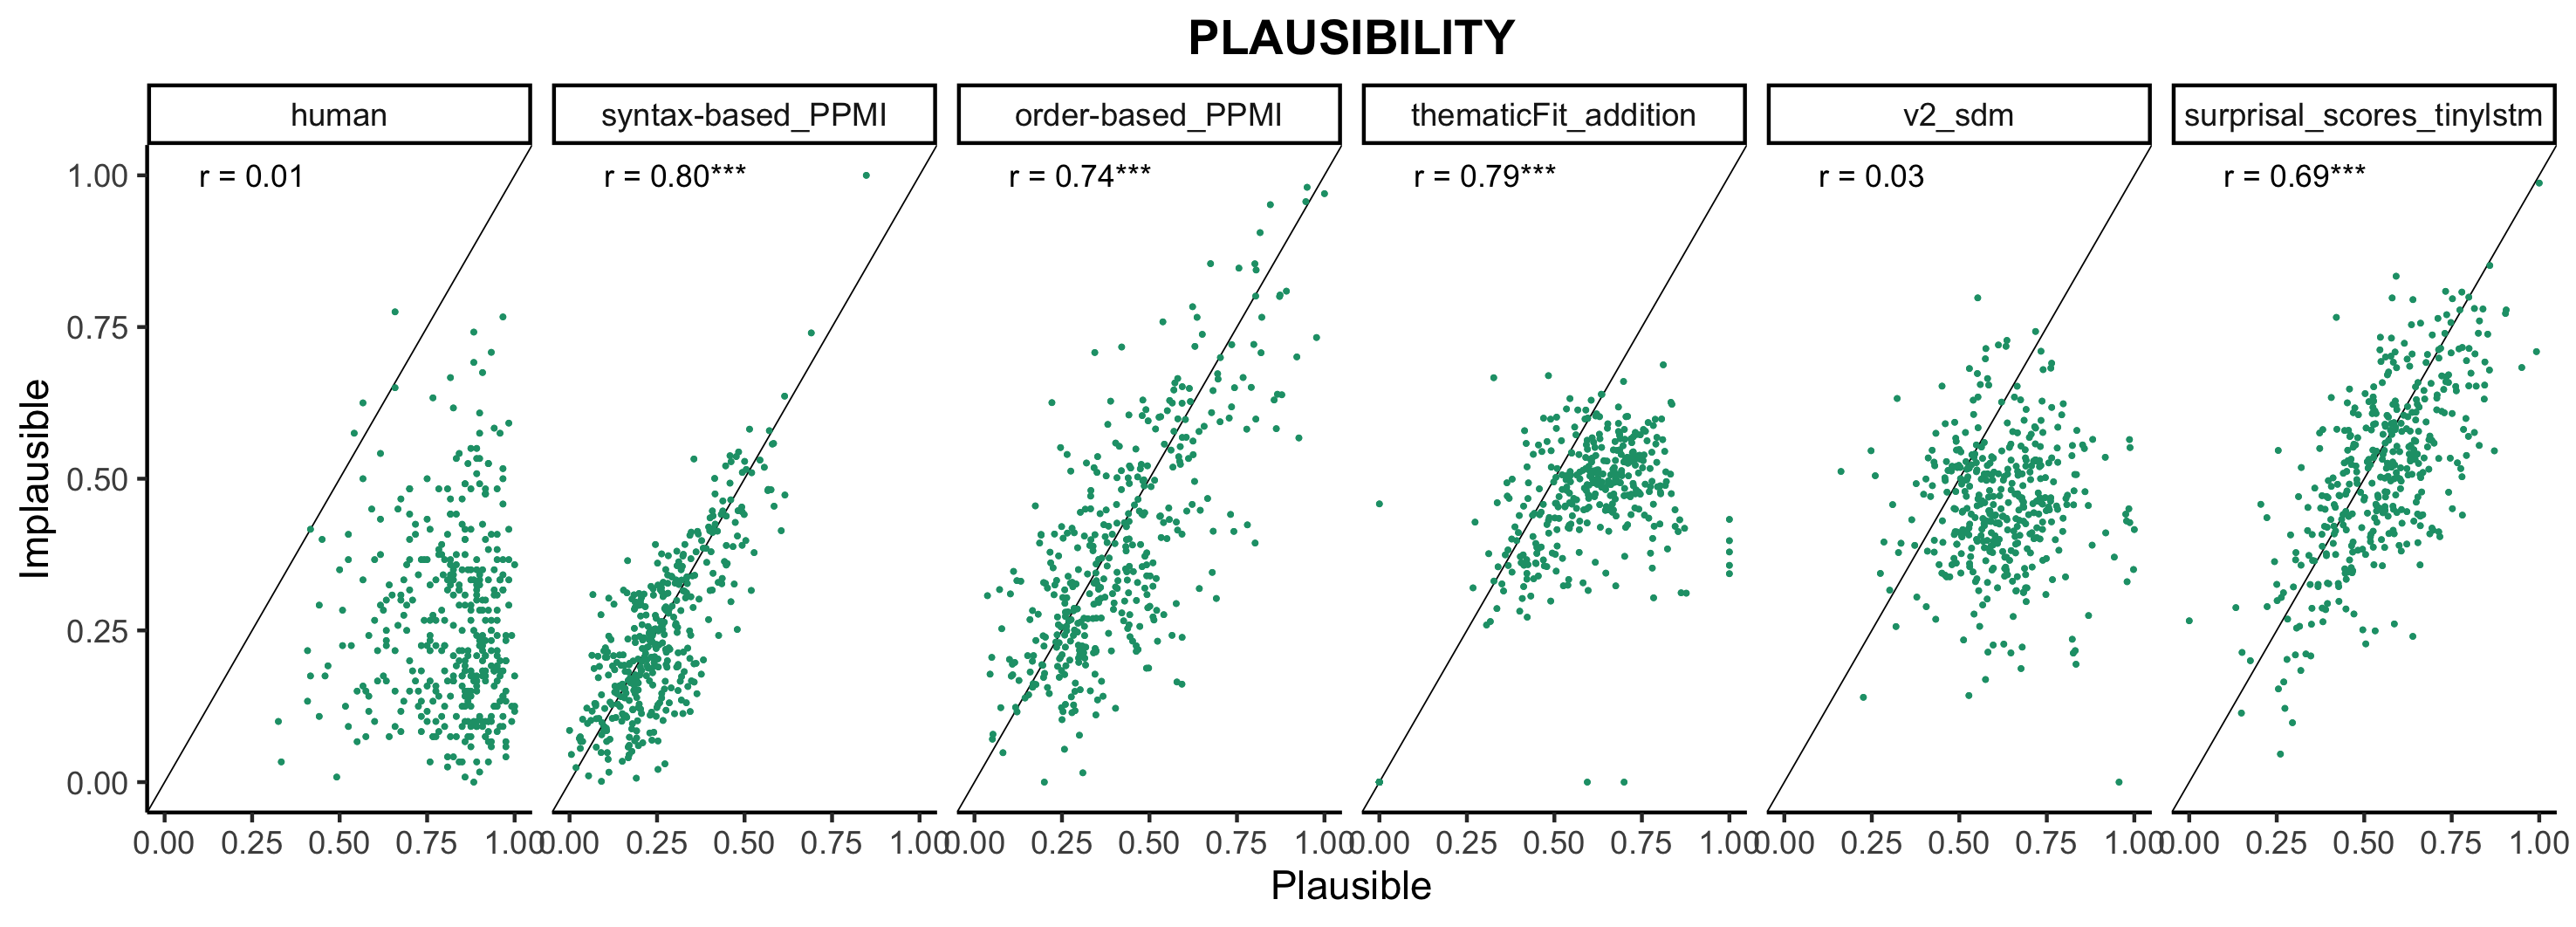 PLAUSIBILITY
human syntax-based_PPMI order-based_PPMI thematicFit_addition v2_sdm surprisal_scores_tinylstm
r = 0.01 r = 0.80*** r = 0.74*** r = 0.79*** r = 0.03 r = 0.69***
1.00
0.75
0.50
0.25
0.00
Implausible
0.00 0.25 0.50 0.75 1.00 0.00 0.25 0.50 0.75 1.00 0.00 0.25 0.50 0.75 1.00 0.00 0.25 0.50 0.75 1.00 0.00 0.25 0.50 0.75 1.00 0.00 0.25 0.50 0.75 1.00
Plausible